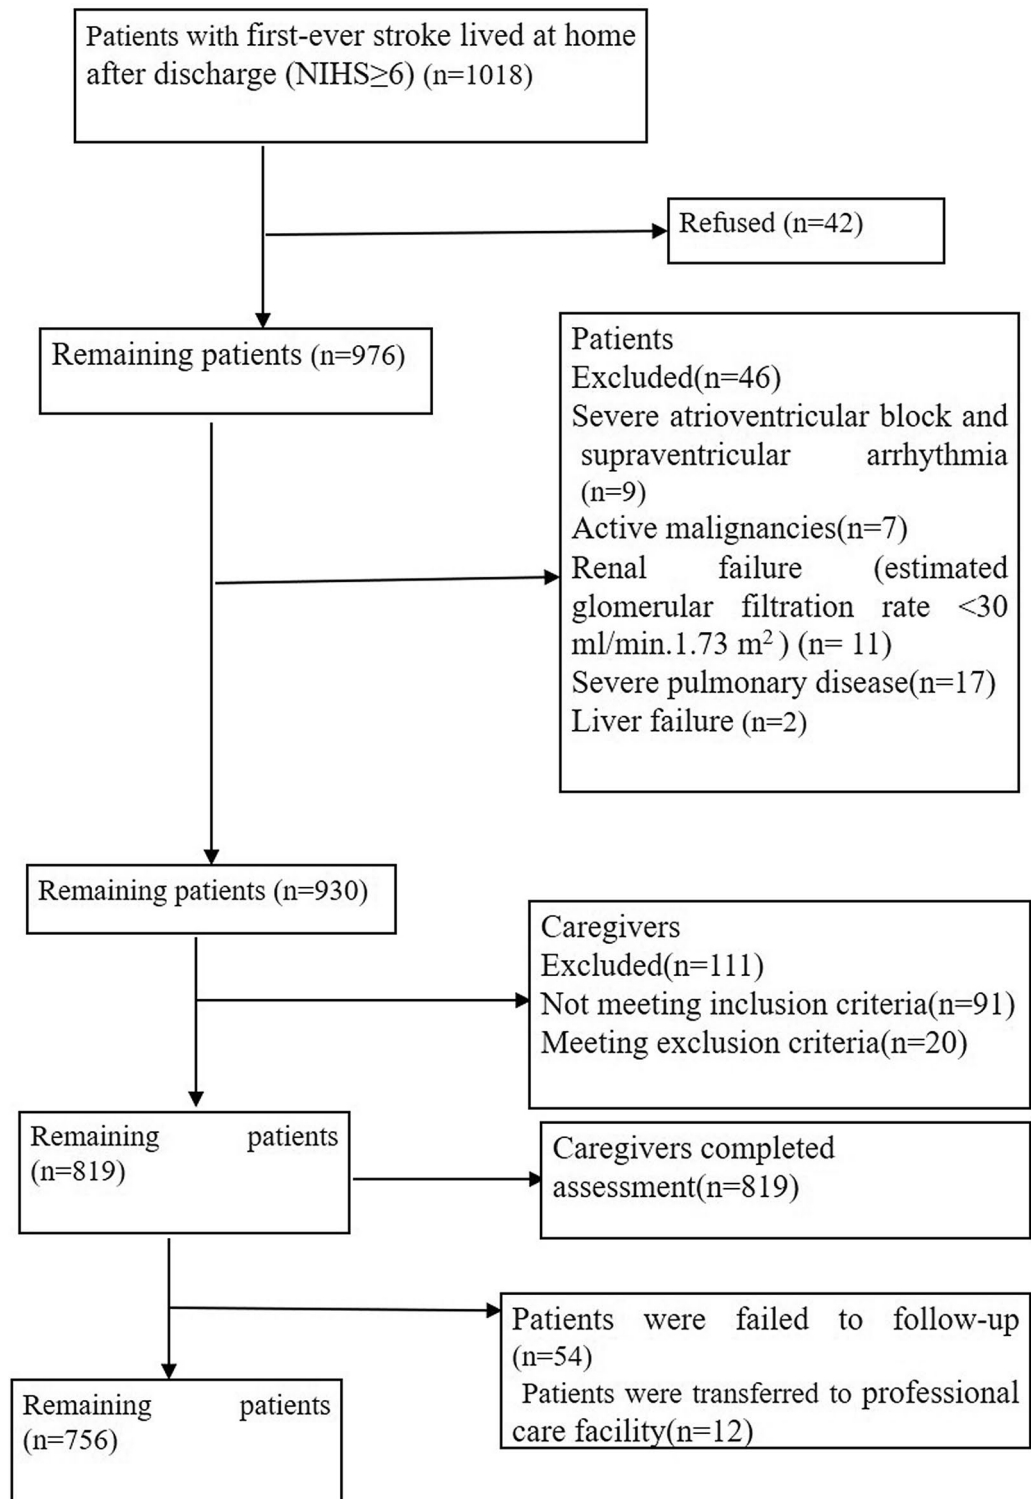 Patients with first-ever stroke lived at home
after discharge (NIHS≥6) (n=1018)
Refused (n=42)
Remaining patients (n=976)
Patients
Excluded(n=46)
Severe atrioventricular block and
supraventricular arrhythmia
(n=9)
Active malignancies(n=7)
Renal failure (estimated
glomerular filtration rate <30
ml/min.1.73 m²) (n= 11)
Severe pulmonary disease(n=17)
Liver failure (n=2)
Remaining patients (n=930)
Caregivers
Excluded(n=111)
Not meeting inclusion criteria(n=91)
Meeting exclusion criteria(n=20)
Remaining patients
(n=819)
Caregivers completed
assessment(n=819)
Patients were failed to follow-up
(n=54)
Patients were transferred to professional
care facility(n=12)
Remaining patients
(n=756)